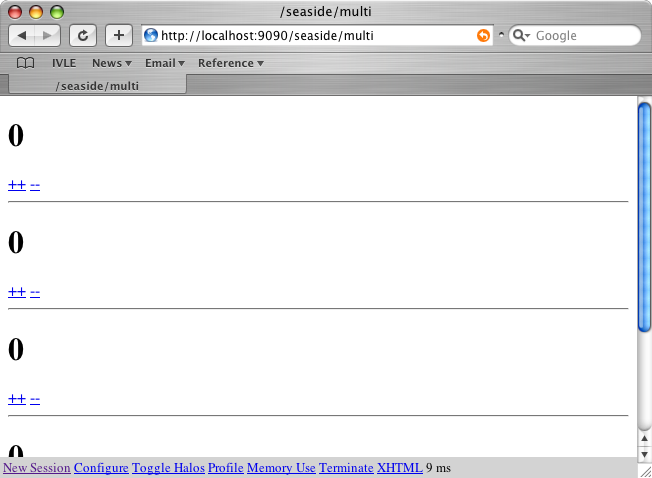 /seaside/multi
http://localhost:9090/seaside/multi
Google
IVLE News Email Reference
/seaside/multi
0
++ --
0
++ --
0
++ --
0
New Session Configure Toggle Halos Profile Memory Use Terminate XHTML 9 ms